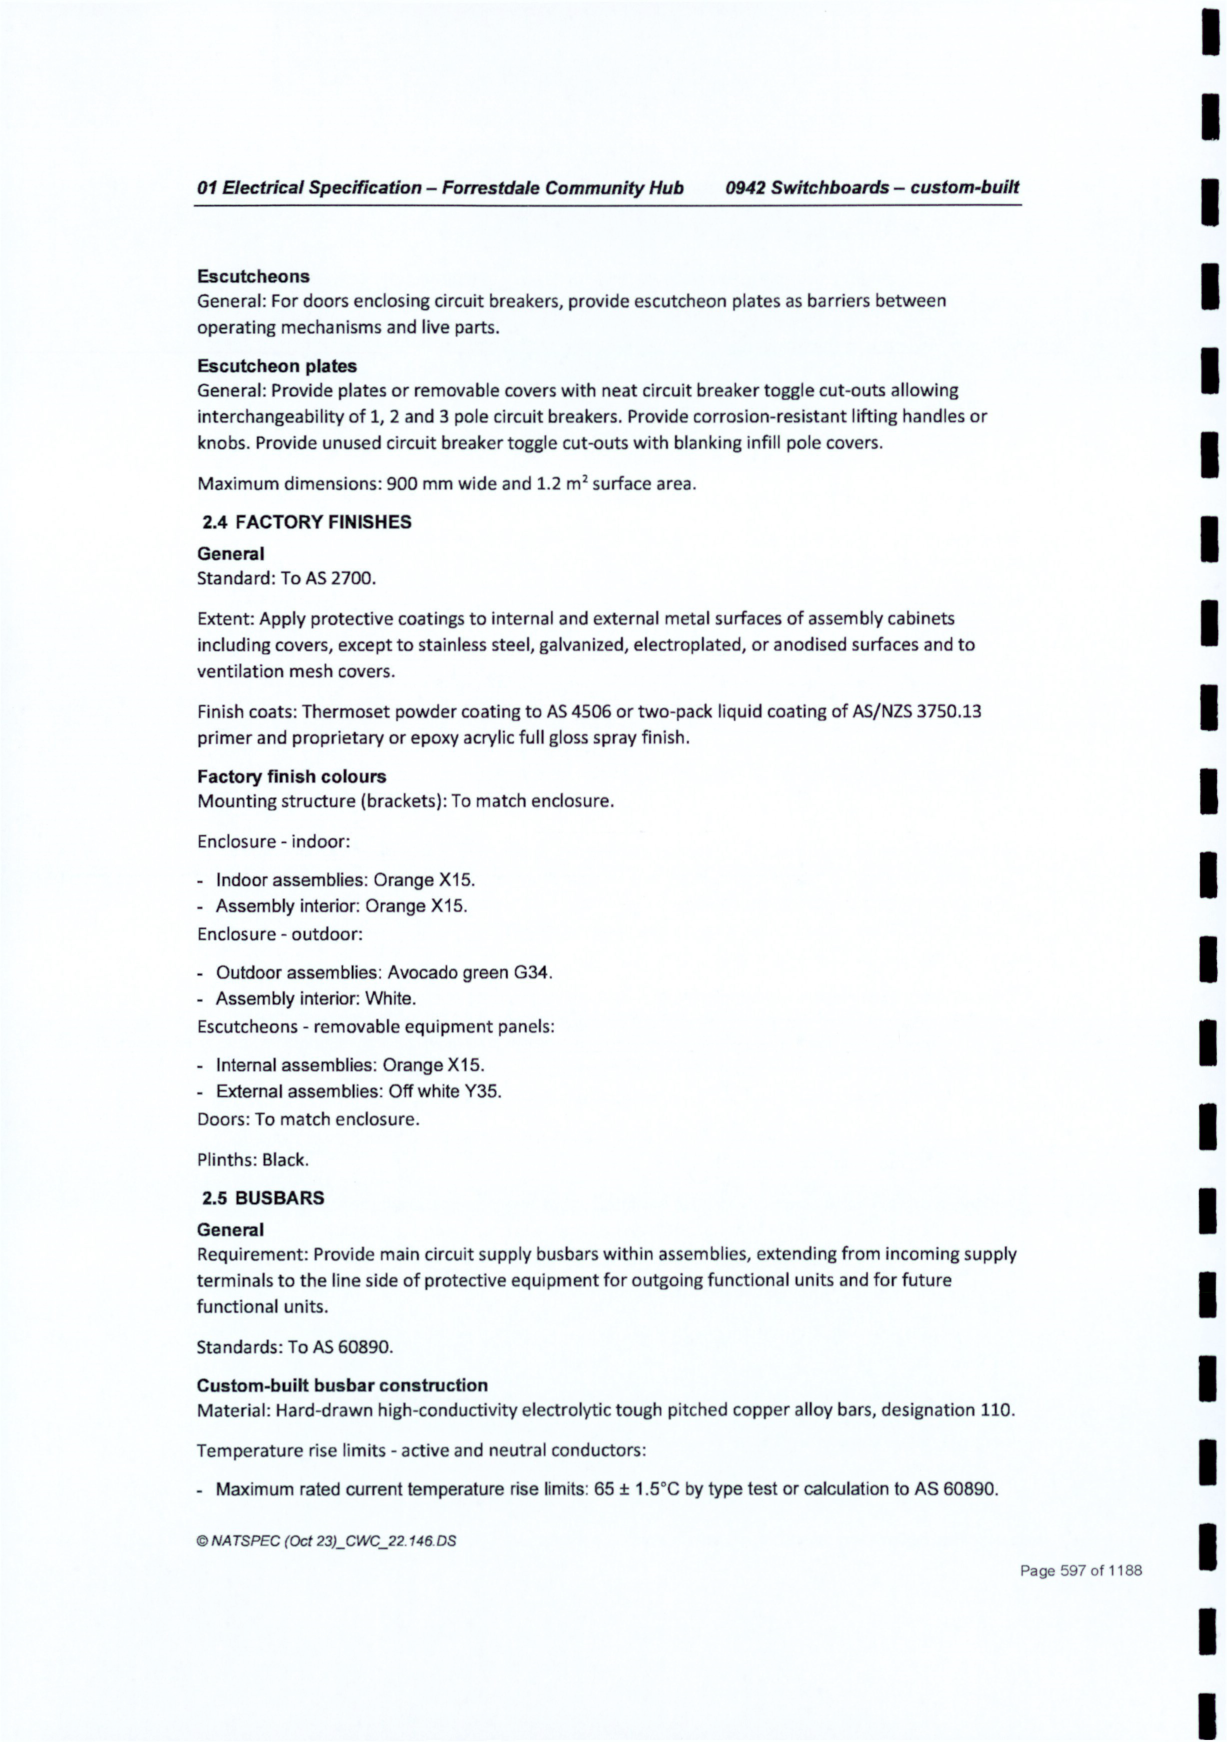 01 Electrical Specification – Forrestdale Community Hub 0942 Switchboards – custom-built
Escutcheons
General: For doors enclosing circuit breakers, provide escutcheon plates as barriers between
operating mechanisms and live parts.
Escutcheon plates
General: Provide plates or removable covers with neat circuit breaker toggle cut-outs allowing
interchangeability of 1, 2 and 3 pole circuit breakers. Provide corrosion-resistant lifting handles or
knobs. Provide unused circuit breaker toggle cut-outs with blanking infill pole covers.
Maximum dimensions: 900 mm wide and 1.2 m² surface area.
2.4 FACTORY FINISHES
General
Standard: To AS 2700.
Extent: Apply protective coatings to internal and external metal surfaces of assembly cabinets
including covers, except to stainless steel, galvanized, electroplated, or anodised surfaces and to
ventilation mesh covers.
Finish coats: Thermoset powder coating to AS 4506 or two-pack liquid coating of AS/NZS 3750.13
primer and proprietary or epoxy acrylic full gloss spray finish.
Factory finish colours
Mounting structure (brackets): To match enclosure.
Enclosure - indoor:
- Indoor assemblies: Orange X15.
- Assembly interior: Orange X15.
Enclosure - outdoor:
- Outdoor assemblies: Avocado green G34.
- Assembly interior: White.
Escutcheons - removable equipment panels:
- Internal assemblies: Orange X15.
- External assemblies: Off white Y35.
Doors: To match enclosure.
Plinths: Black.
2.5 BUSBARS
General
Requirement: Provide main circuit supply busbars within assemblies, extending from incoming supply
terminals to the line side of protective equipment for outgoing functional units and for future
functional units.
Standards: To AS 60890.
Custom-built busbar construction
Material: Hard-drawn high-conductivity electrolytic tough pitched copper alloy bars, designation 110.
Temperature rise limits - active and neutral conductors:
- Maximum rated current temperature rise limits: 65 ± 1.5°C by type test or calculation to AS 60890.
© NATSPEC (Oct 23)_CWC_22.146.DS
Page 597 of 1188